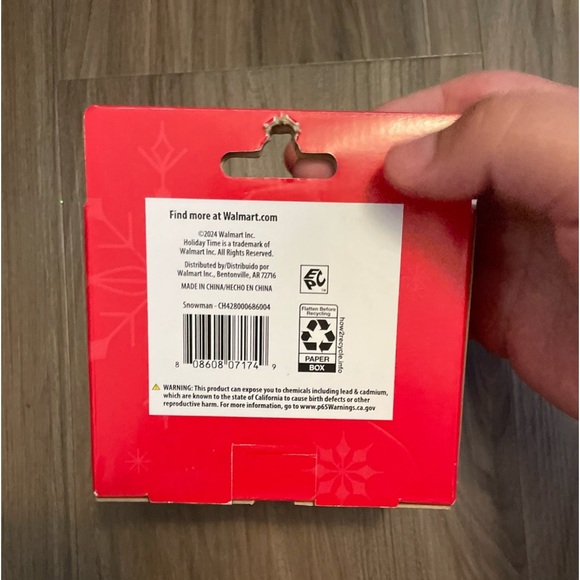 Find more at Walmart.com
©2024 Walmart Inc.
Holiday Time is a trademark of
Walmart Inc. All Rights Reserved.
Distributed by/Distribuido por
Walmart Inc., Bentonville, AR 72716
MADE IN CHINA/HECHO EN CHINA
Snowman - CH428000686004
8 08608 07174 9
EPC
™
Flatten Before
Recycling
PAPER
BOX
how2recycle.info
WARNING: This product can expose you to chemicals including lead & cadmium,
which are known to the state of California to cause birth defects or other
reproductive harm. For more information, go to www.p65Warnings.ca.gov